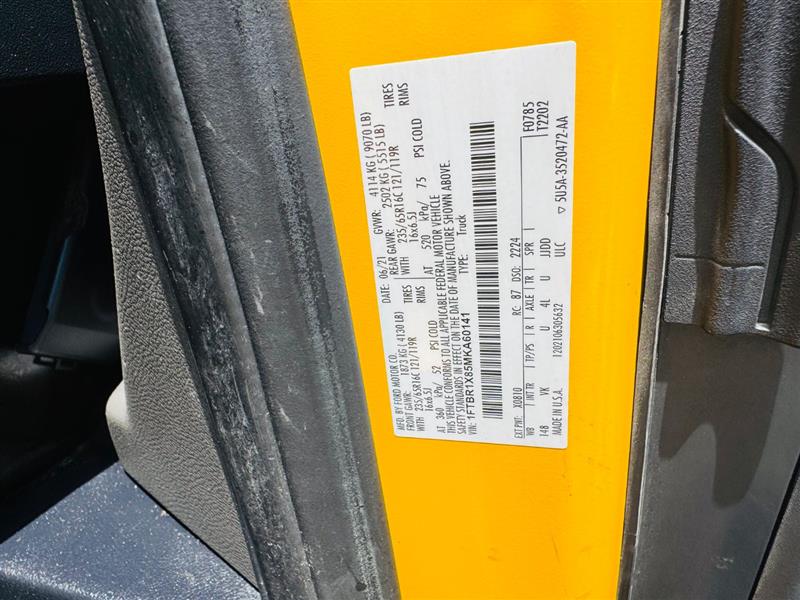 MFD. BY FORD MOTOR CO. DATE: 06/21 GVWR: 4114 KG ( 9070 LB)
FRONT GAWR: 1873 KG ( 4130 LB) REAR GAWR: 2502 KG ( 5515 LB)
WITH 235/65R16C 121/119R TIRES WITH 235/65R16C 121/119R TIRES
16x6.5J RIMS 16x6.5J RIMS
AT 360 kPa/ 52 PSI COLD AT 520 kPa/ 75 PSI COLD
THIS VEHICLE CONFORMS TO ALL APPLICABLE FEDERAL MOTOR VEHICLE
SAFETY STANDARDS IN EFFECT ON THE DATE OF MANUFACTURE SHOWN ABOVE.
VIN: 1FTBR1X85MKA60141 TYPE: Truck
F0785
EXT.PNT: X0810 RC: 87 DSO: 2224 T2202
WB INT TR TP/PS R AXLE TR SPR
148 VK U 4L U JJDD
MADE IN U.S.A. 1202106305632 ULC
▽ 5U5A-3520472-AA